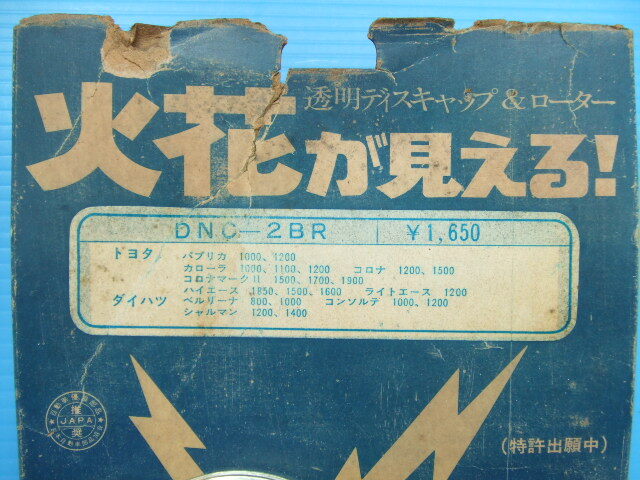 透明ディスキャップ&ローター
火花が見える!
DNC-2BR ¥1,650
トヨタ パブリカ 1000、1200
カローラ 1000、1100、1200 コロナ 1200、1500
コロナマークII 1500、1700、1900
ハイエース 1350、1500、1600 ライトエース 1200
ダイハツ ベルリーナ 800、1000 コンソルテ 1000、1200
シャルマン 1200、1400
推
JAPA
奨
(特許出願中)